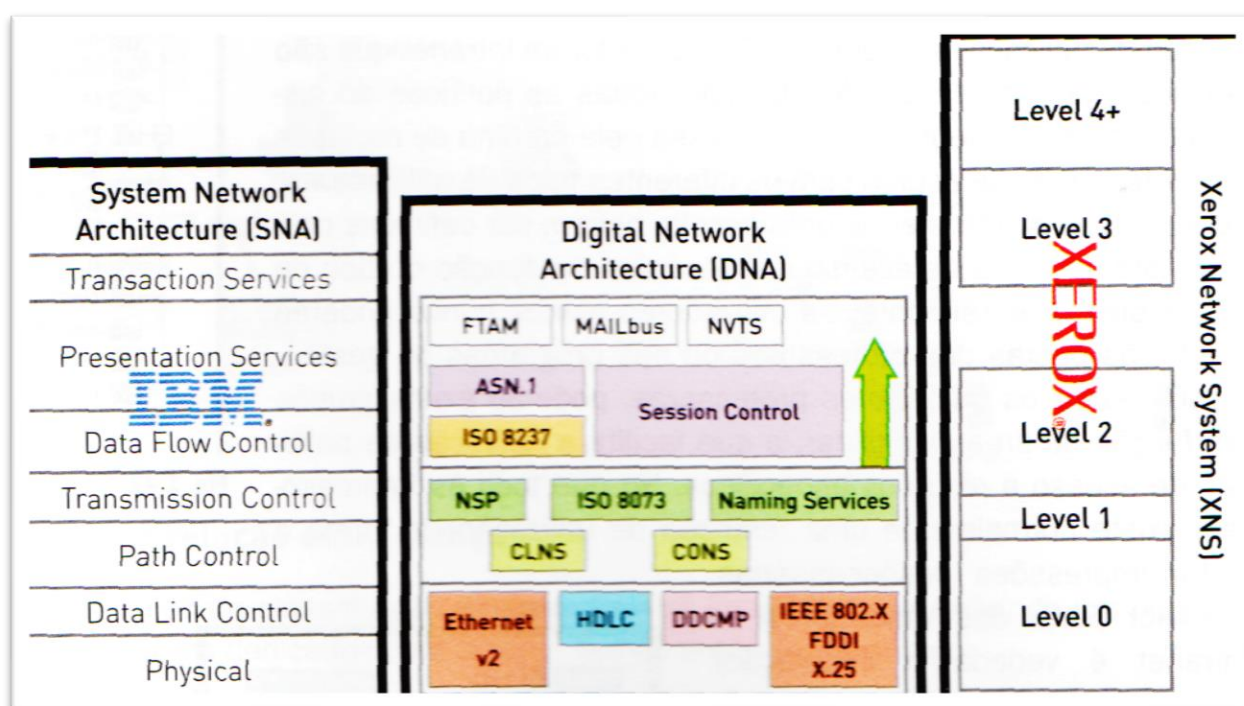 System Network
Architecture (SNA)
Transaction Services
Presentation Services
IBM®
Data Flow Control
Transmission Control
Path Control
Data Link Control
Physical
Digital Network
Architecture (DNA)
FTAM
MAILbus
NVTS
ASN.1
Session Control
ISO 8237
NSP
ISO 8073
Naming Services
CLNS
CONS
Ethernet
v2
HDLC
DDCMP
IEEE 802.X
FDDI
X.25
Level 4+
Level 3
XEROX®
Level 2
Level 1
Level 0
Xerox Network System (XNS)